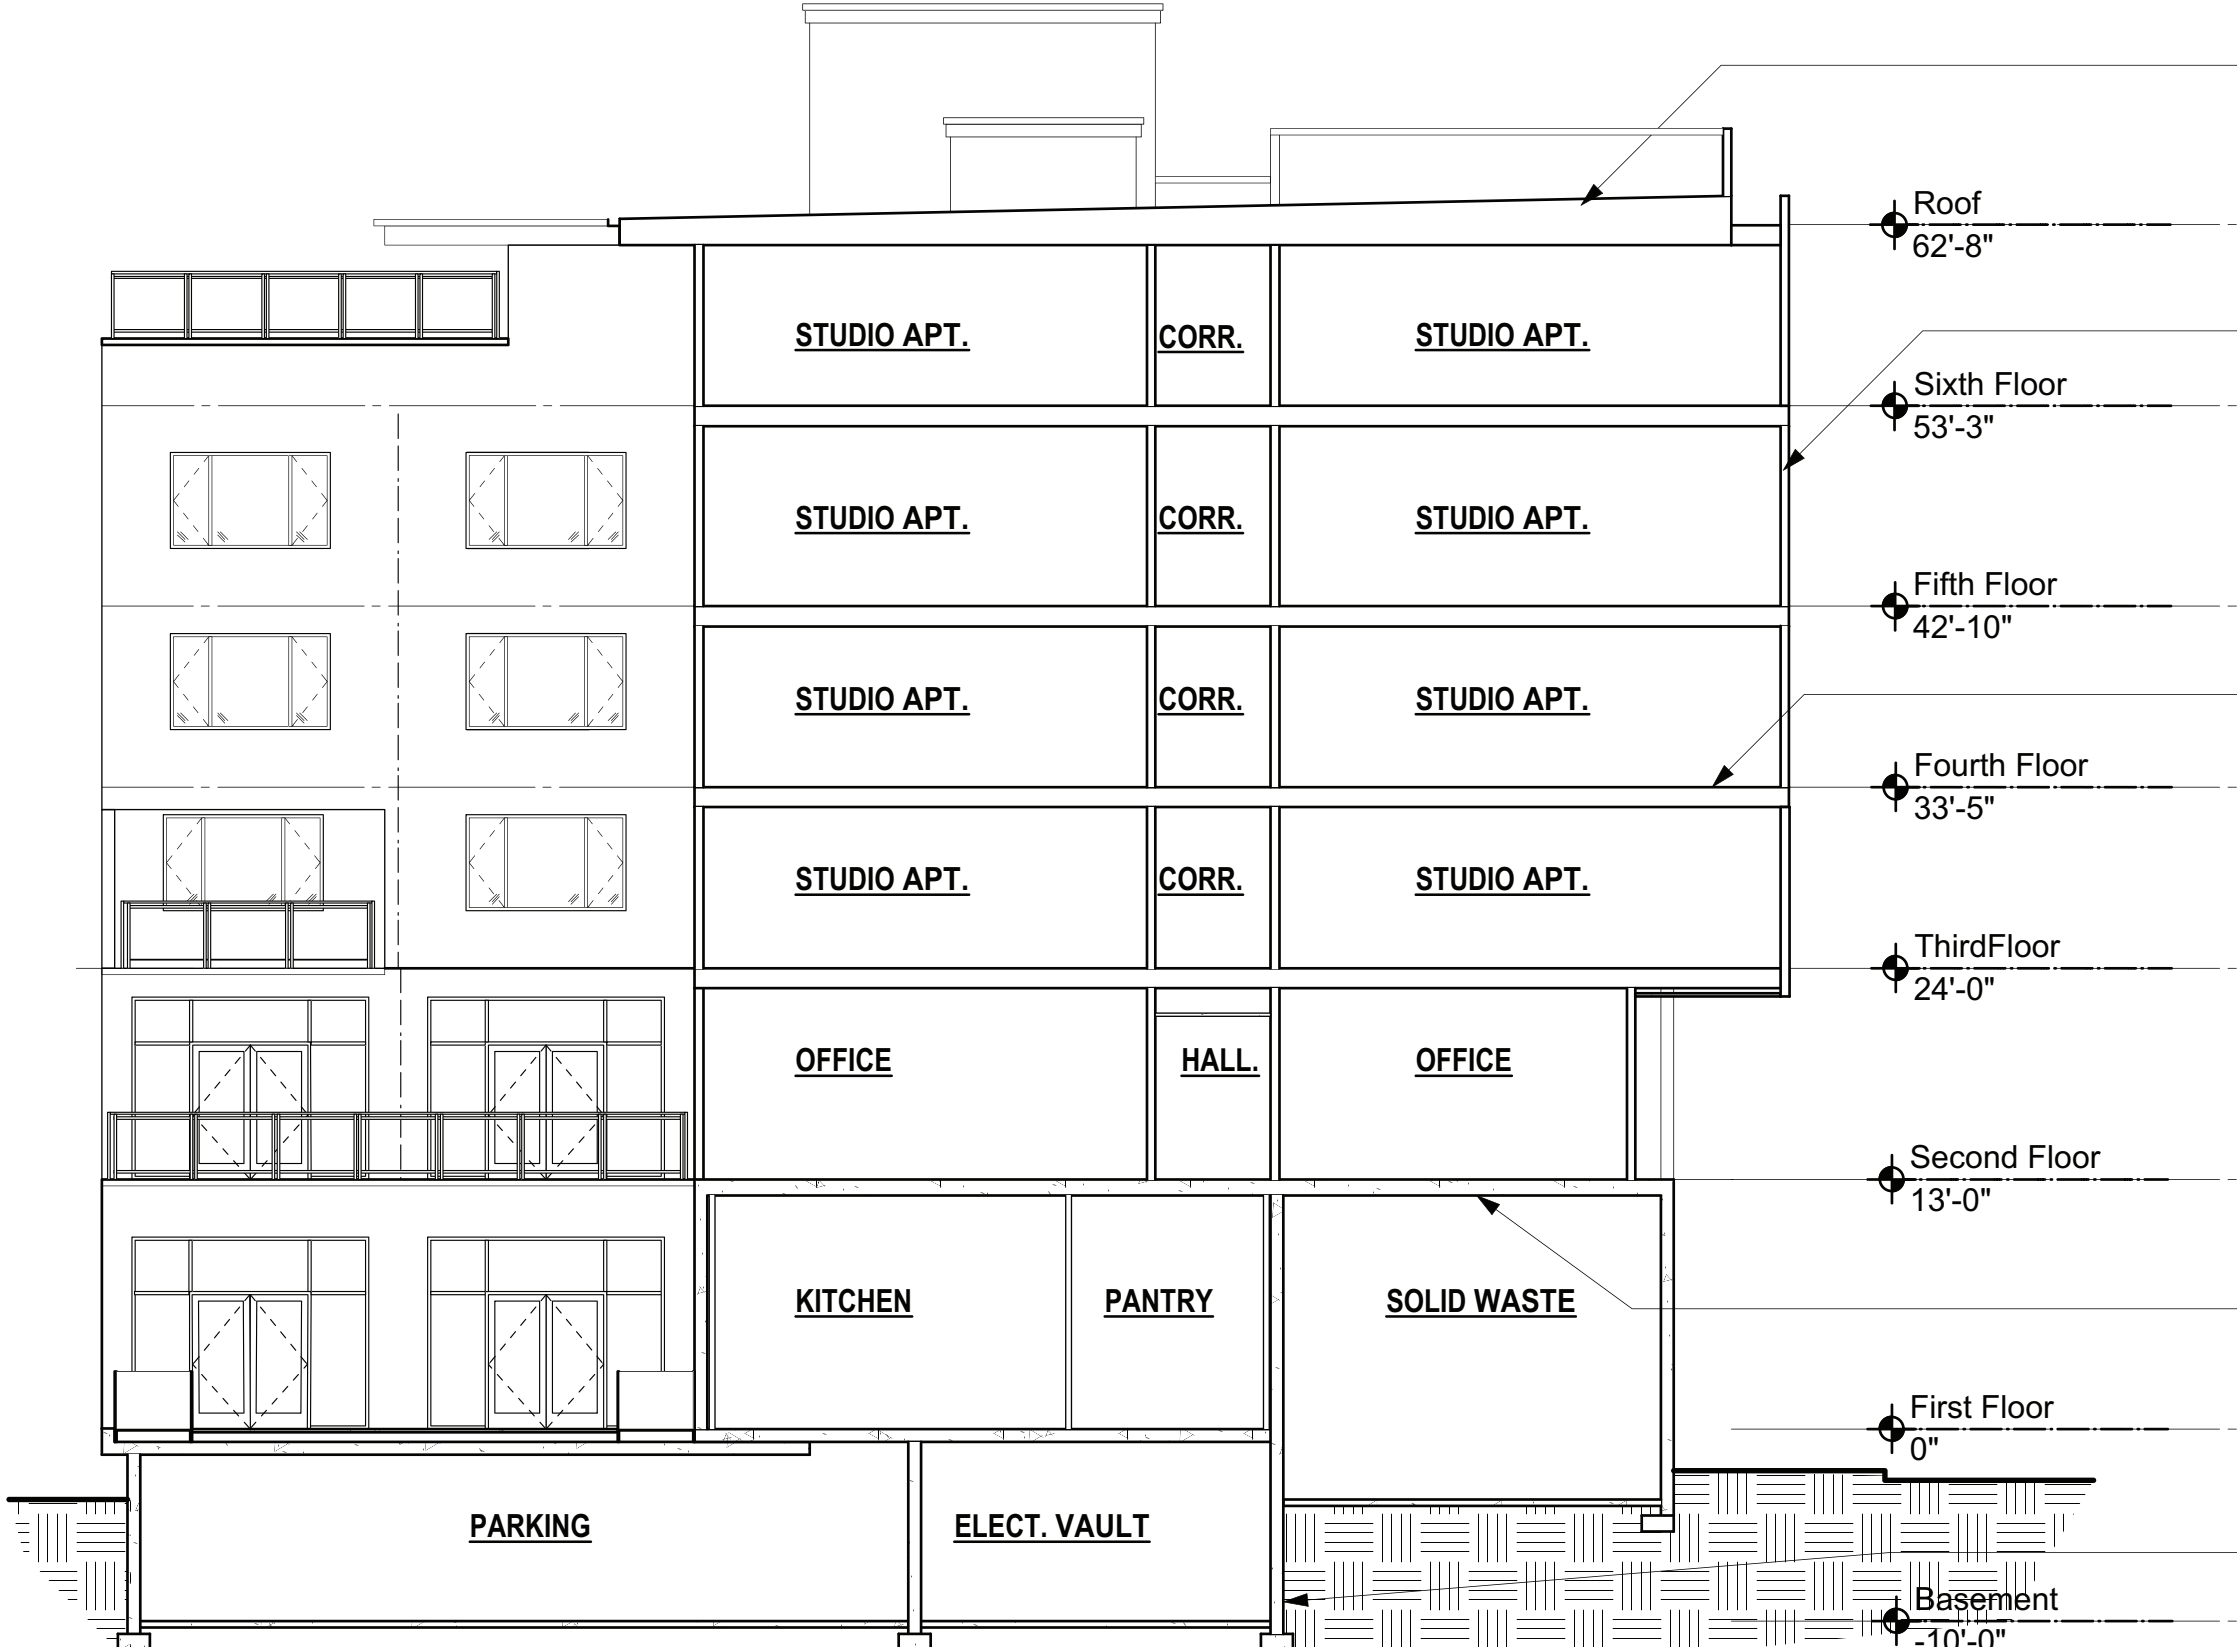 Roof
62'-8"
STUDIO APT. CORR. STUDIO APT.
Sixth Floor
53'-3"
STUDIO APT. CORR. STUDIO APT.
Fifth Floor
42'-10"
STUDIO APT. CORR. STUDIO APT.
Fourth Floor
33'-5"
STUDIO APT. CORR. STUDIO APT.
ThirdFloor
24'-0"
OFFICE HALL. OFFICE
Second Floor
13'-0"
KITCHEN PANTRY SOLID WASTE
First Floor
0"
PARKING ELECT. VAULT
Basement
-10'-0"